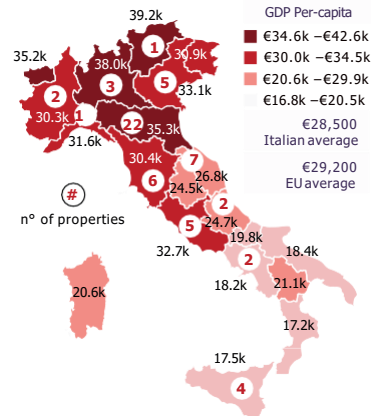 39.2k
GDP Per-capita
€34.6k –€42.6k
€30.0k –€34.5k
€20.6k –€29.9k
€16.8k –€20.5k
€28,500
Italian average
€29,200
EU average
35.2k
38.0k
1
30.9k
2
3
5
33.1k
30.3k
1
22
35.3k
31.6k
30.4k
7
26.8k
6
24.5k
#
n° of properties
2
24.7k
5
19.8k
32.7k
2
18.4k
18.2k
21.1k
20.6k
17.2k
17.5k
4